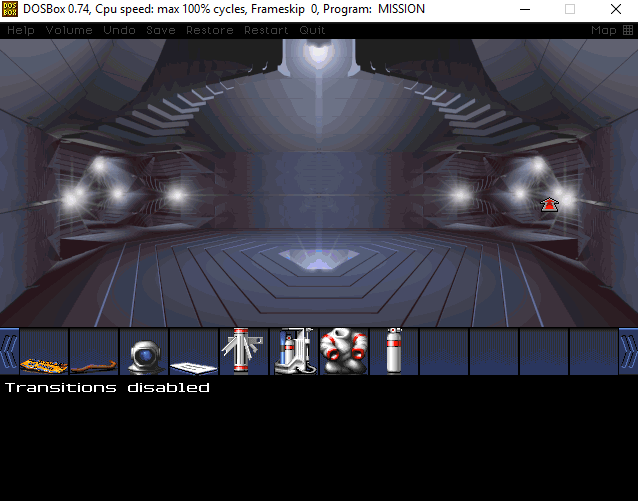 DOSBox 0.74, Cpu speed: max 100% cycles, Frameskip 0, Program: MISSION
Help Volume Undo Save Restore Restart Quit Map
Transitions disabled